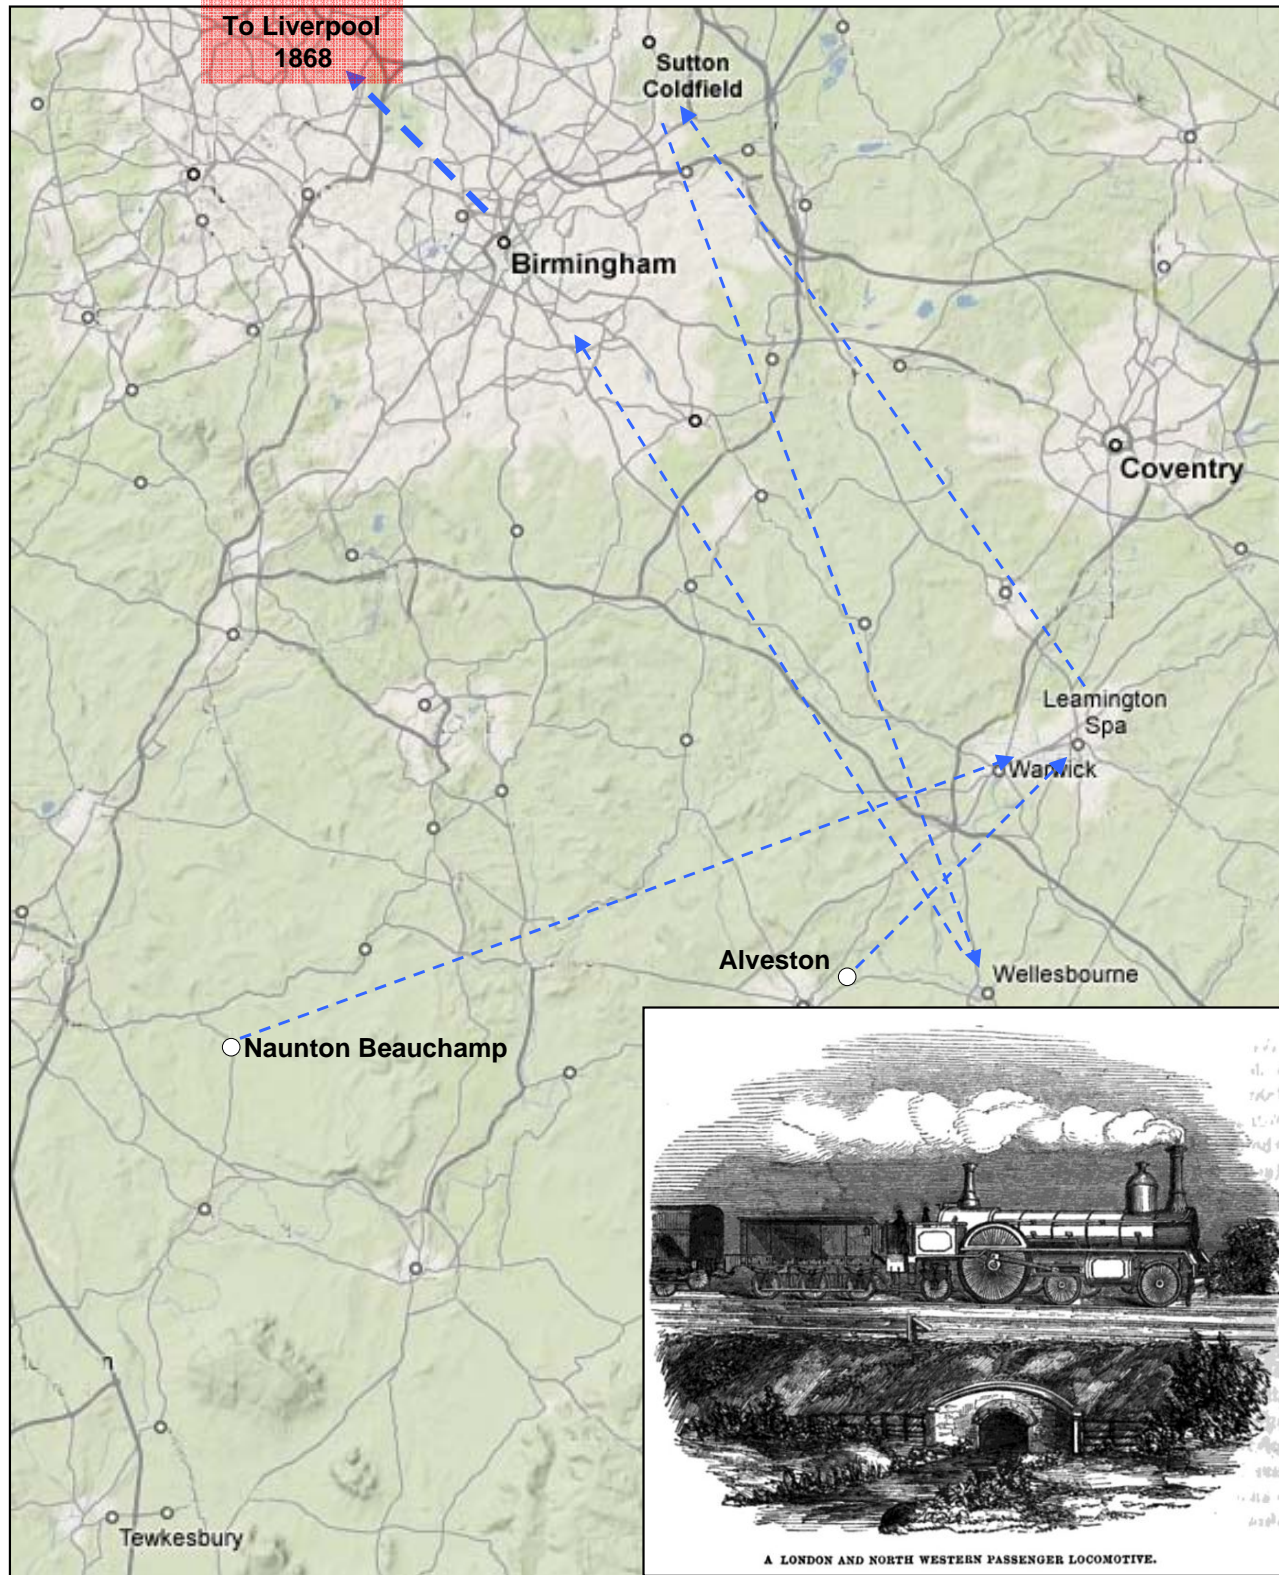 To Liverpool
1868
Sutton
Coldfield
Birmingham
Coventry
Leamington
Spa
Warwick
Alveston
Wellesbourne
Naunton Beauchamp
Tewkesbury
A LONDON AND NORTH WESTERN PASSENGER LOCOMOTIVE.